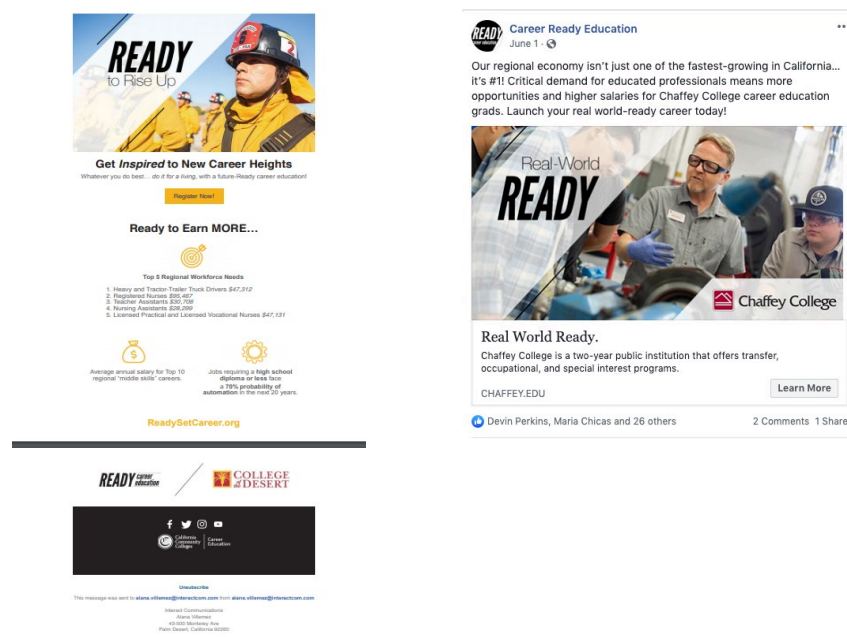 READY
to Rise Up
2
Get Inspired to New Career Heights
Whatever you do best... do it for a living, with a future-Ready career education!
Register Now!
Ready to Earn MORE...
Top 5 Regional Workforce Needs
1. Heavy and Tractor-Trailer Truck Drivers $47,312
2. Registered Nurses $95,467
3. Teacher Assistants $30,708
4. Nursing Assistants $28,299
5. Licensed Practical and Licensed Vocational Nurses $47,131
$
Average annual salary for Top 10
regional "middle skills" careers.
Jobs requiring a high school
diploma or less face
a 70% probability of
automation in the next 20 years.
ReadySetCareer.org
READY career
education
COLLEGE
of DESERT
California
Community
Colleges
Career
Education
Unsubscribe
This message was sent to alana.villemez@interactcom.com from alana.villemez@interactcom.com
Interact Communications
Alana Villemez
Palm Desert, California 92260
READY
Career Ready Education
June 1 ·
Our regional economy isn't just one of the fastest-growing in California...
it's #1! Critical demand for educated professionals means more
opportunities and higher salaries for Chaffey College career education
grads. Launch your real world-ready career today!
Real-World
READY
Chaffey College
Real World Ready.
Chaffey College is a two-year public institution that offers transfer,
occupational, and special interest programs.
CHAFFEY.EDU
Learn More
Devin Perkins, Maria Chicas and 26 others
2 Comments 1 Share